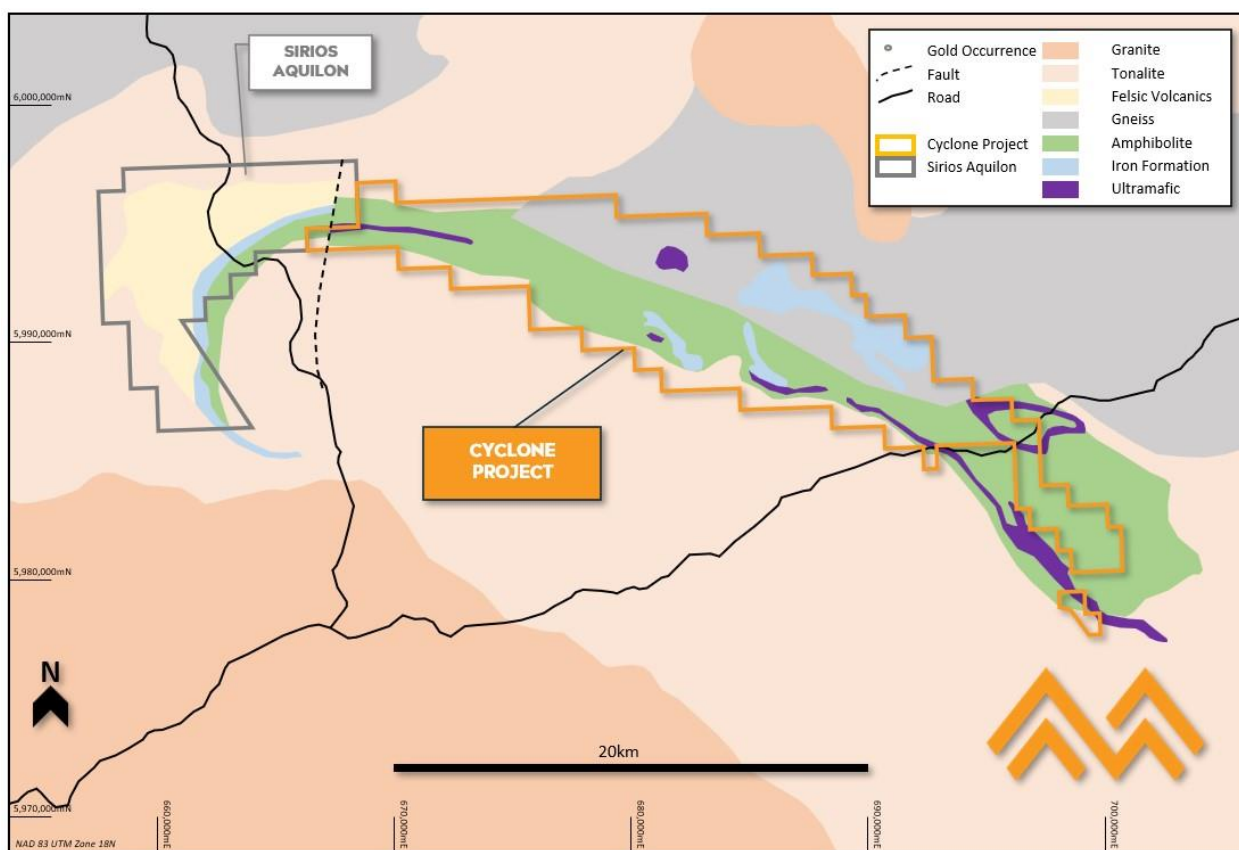 SIRIOS
AQUILON
Gold Occurrence
Fault
Road
Cyclone Project
Sirios Aquilon
Granite
Tonalite
Felsic Volcanics
Gneiss
Amphibolite
Iron Formation
Ultramafic
6,000,000mN
5,990,000mN
CYCLONE
PROJECT
5,980,000mN
N
20km
5,970,000mN
660,000mE
670,000mE
680,000mE
690,000mE
700,000mE
NAD 83 UTM Zone 18N